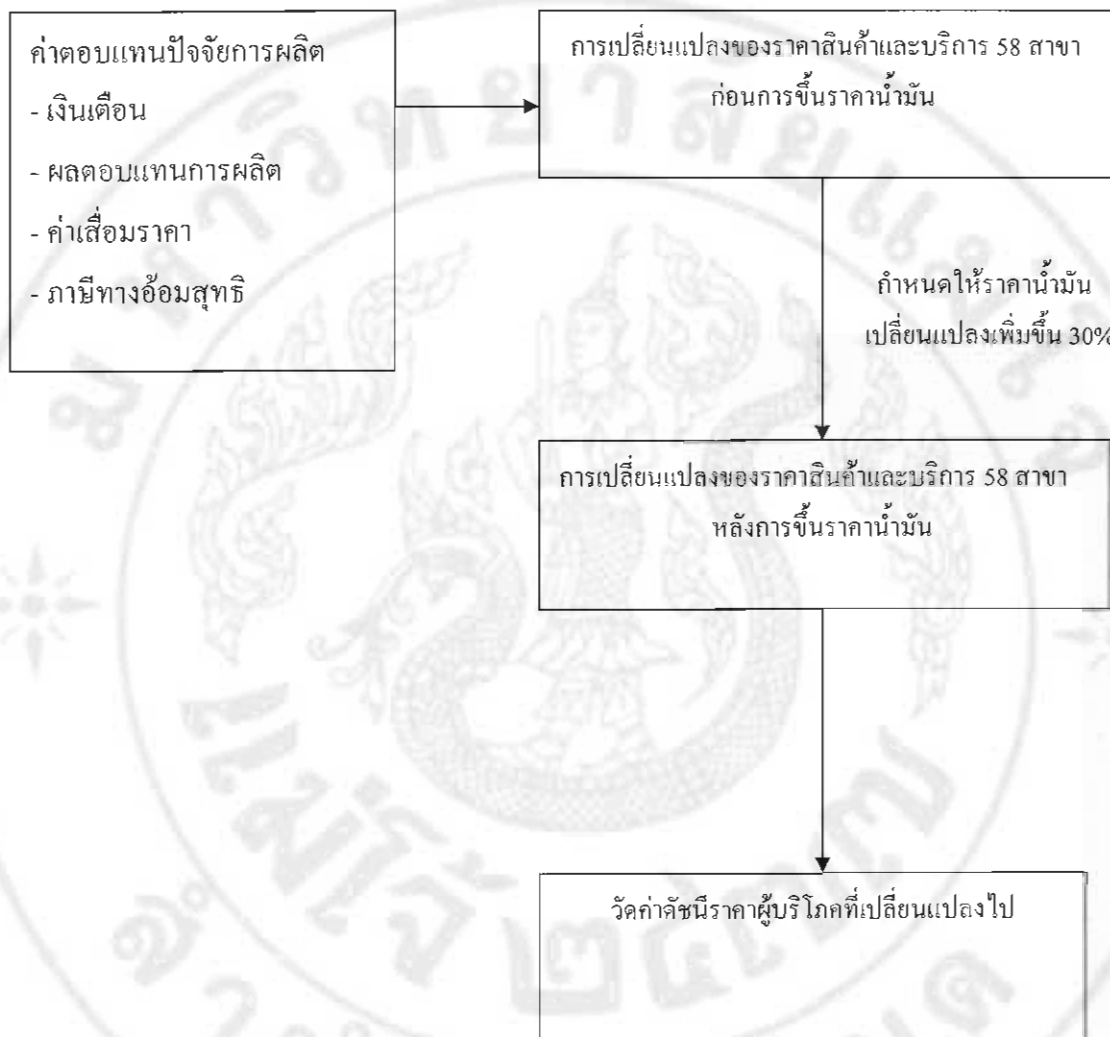 ค่าตอบแทนปัจจัยการผลิต
- เงินเดือน
- ผลตอบแทนการผลิต
- ค่าเสื่อมราคา
- ภาษีทางอ้อมสุทธิ
การเปลี่ยนแปลงของราคาสินค้าและบริการ 58 สาขา
ก่อนการขึ้นราคาน้ำมัน
กำหนดให้ราคาน้ำมัน
เปลี่ยนแปลงเพิ่มขึ้น 30%
การเปลี่ยนแปลงของราคาสินค้าและบริการ 58 สาขา
หลังการขึ้นราคาน้ำมัน
วัดค่าดัชนีราคาผู้บริโภคที่เปลี่ยนแปลงไป